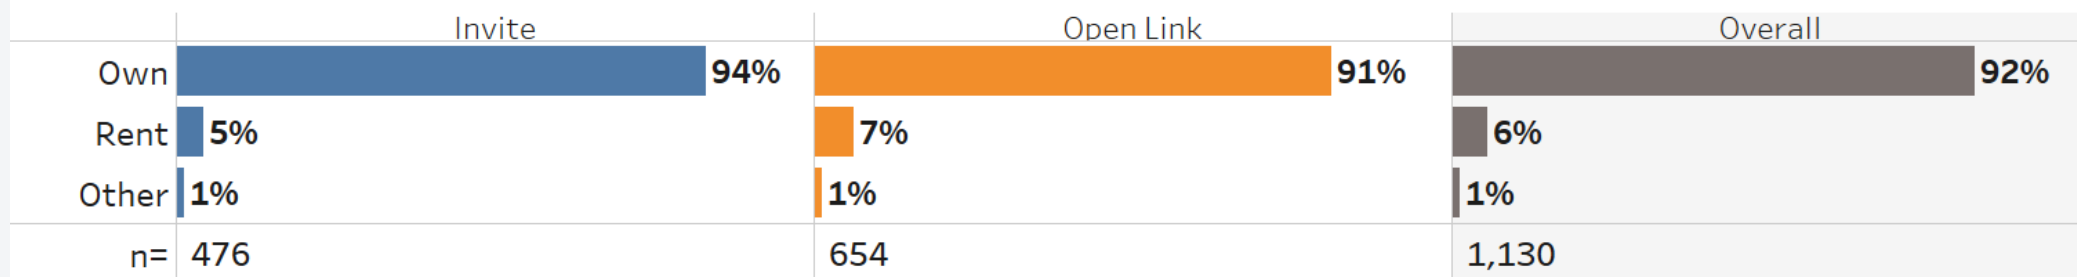 Invite Open Link Overall
Own 94% 91% 92%
Rent 5% 7% 6%
Other 1% 1% 1%
n= 476 654 1,130